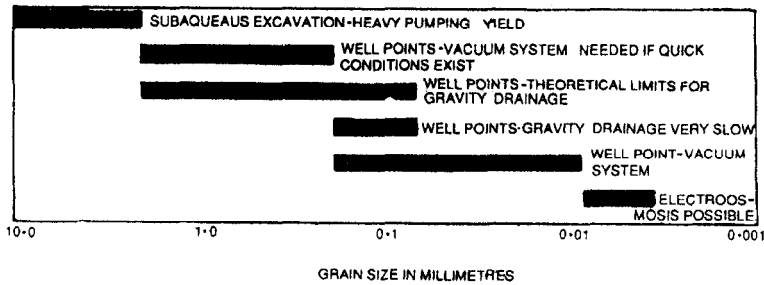 SUBAQUEAUS EXCAVATION-HEAVY PUMPING YIELD
WELL POINTS-VACUUM SYSTEM NEEDED IF QUICK
CONDITIONS EXIST
WELL POINTS-THEORETICAL LIMITS FOR
GRAVITY DRAINAGE
WELL POINTS-GRAVITY DRAINAGE VERY SLOW
WELL POINT-VACUUM
SYSTEM
ELECTROOS-
MOSIS POSSIBLE
10·0 1·0 0·1 0·01 0·001
GRAIN SIZE IN MILLIMETRES